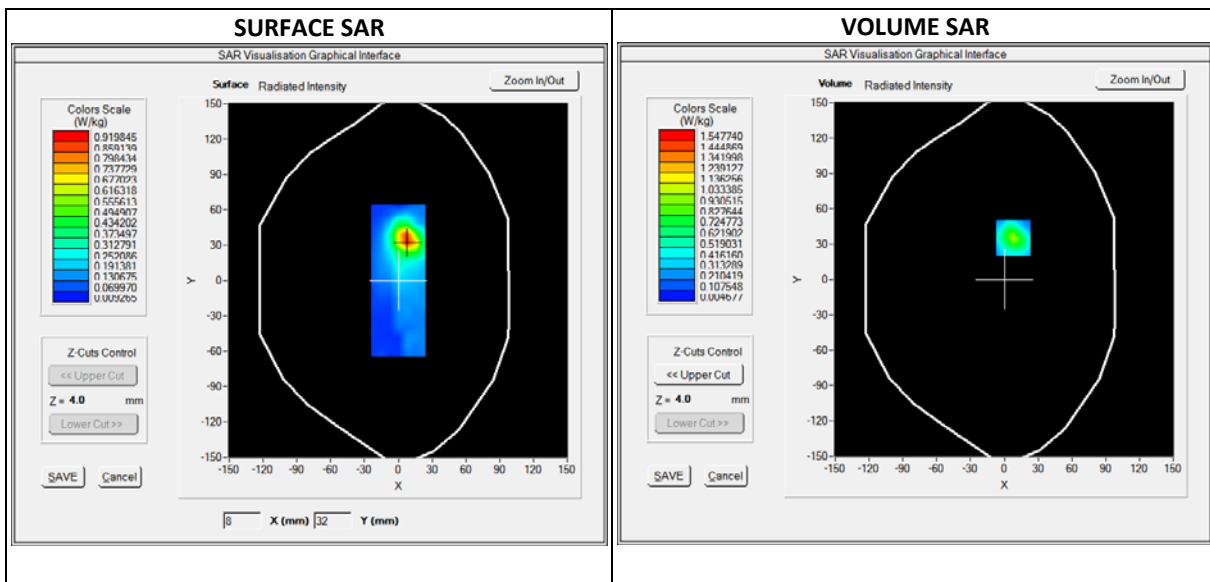 SURFACE SAR
SAR Visualisation Graphical Interface
Surface Radiated Intensity
Zoom In/Out
Colors Scale
(W/kg)
0.919845
0.859139
0.798434
0.737729
0.677023
0.616318
0.555613
0.494907
0.434202
0.373497
0.312791
0.252086
0.191381
0.130675
0.069970
0.009265
Z-Cuts Control
<< Upper Cut
Z = 4.0 mm
Lower Cut >>
SAVE Cancel
150
120
90
60
30
0
-30
-60
-90
-120
-150
Y
-150 -120 -90 -60 -30 0 30 60 90 120 150
X
8 X (mm) 32 Y (mm)
VOLUME SAR
SAR Visualisation Graphical Interface
Volume Radiated Intensity
Zoom In/Out
Colors Scale
(W/kg)
1.547740
1.444869
1.341998
1.239127
1.136256
1.033385
0.930515
0.827644
0.724773
0.621902
0.519031
0.416160
0.313289
0.210419
0.107548
0.004677
Z-Cuts Control
<< Upper Cut
Z = 4.0 mm
Lower Cut >>
SAVE Cancel
150
120
90
60
30
0
-30
-60
-90
-120
-150
Y
-150 -120 -90 -60 -30 0 30 60 90 120 150
X